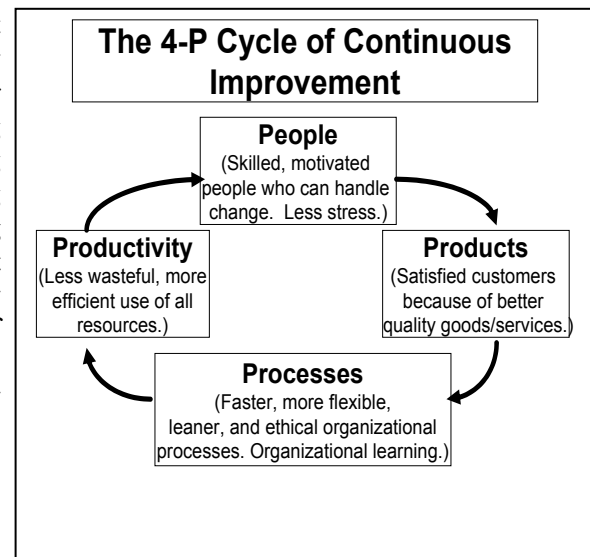 The 4-P Cycle of Continuous
Improvement
People
(Skilled, motivated
people who can handle
change. Less stress.)
Productivity
(Less wasteful, more
efficient use of all
resources.)
Products
(Satisfied customers
because of better
quality goods/services.)
Processes
(Faster, more flexible,
leaner, and ethical organizational
processes. Organizational learning.)